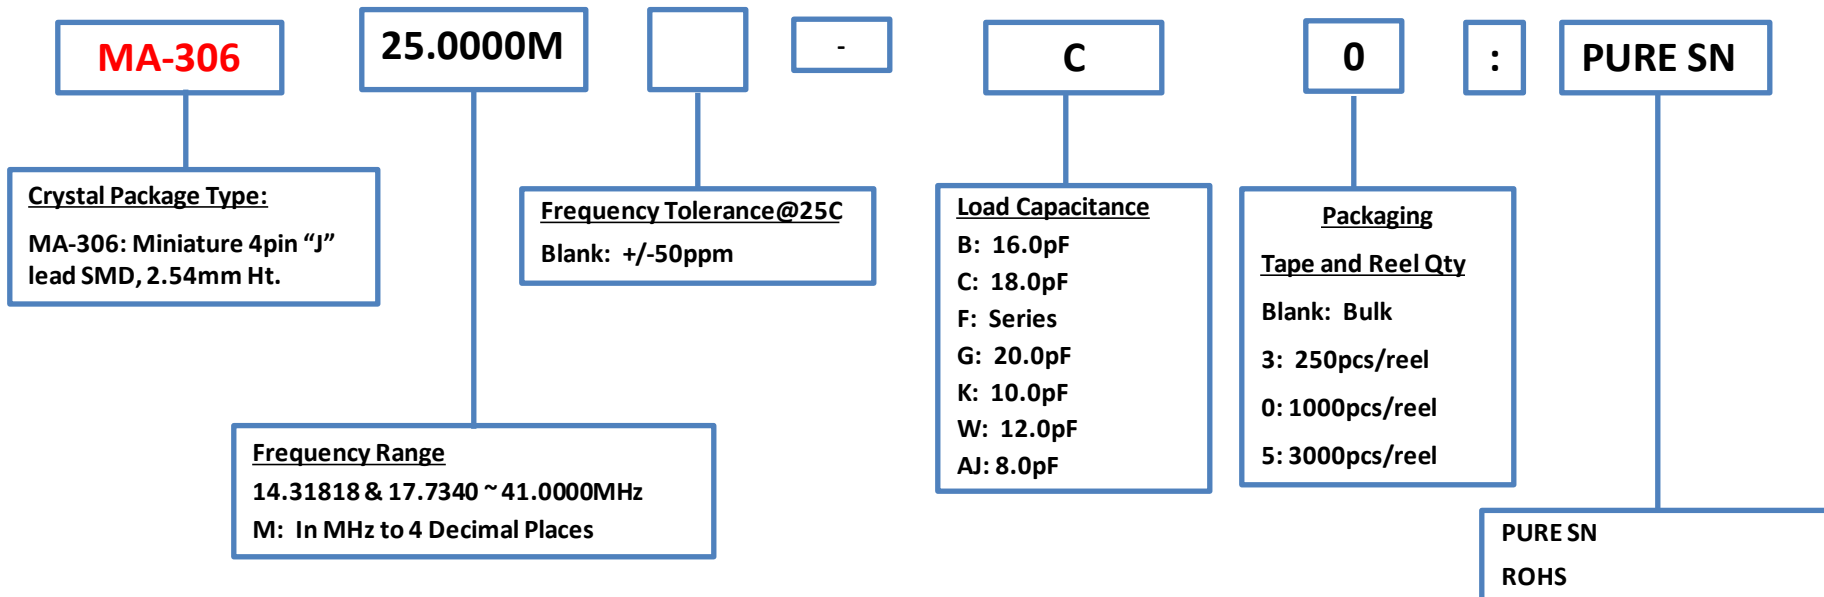 MA-306
25.0000M
-
C
0
:
PURE SN
Crystal Package Type:
MA-306: Miniature 4pin “J”
lead SMD, 2.54mm Ht.
Frequency Tolerance@25C
Blank: +/-50ppm
Load Capacitance
B: 16.0pF
C: 18.0pF
F: Series
G: 20.0pF
K: 10.0pF
W: 12.0pF
AJ: 8.0pF
Packaging
Tape and Reel Qty
Blank: Bulk
3: 250pcs/reel
0: 1000pcs/reel
5: 3000pcs/reel
Frequency Range
14.31818 & 17.7340 ~ 41.0000MHz
M: In MHz to 4 Decimal Places
PURE SN
ROHS